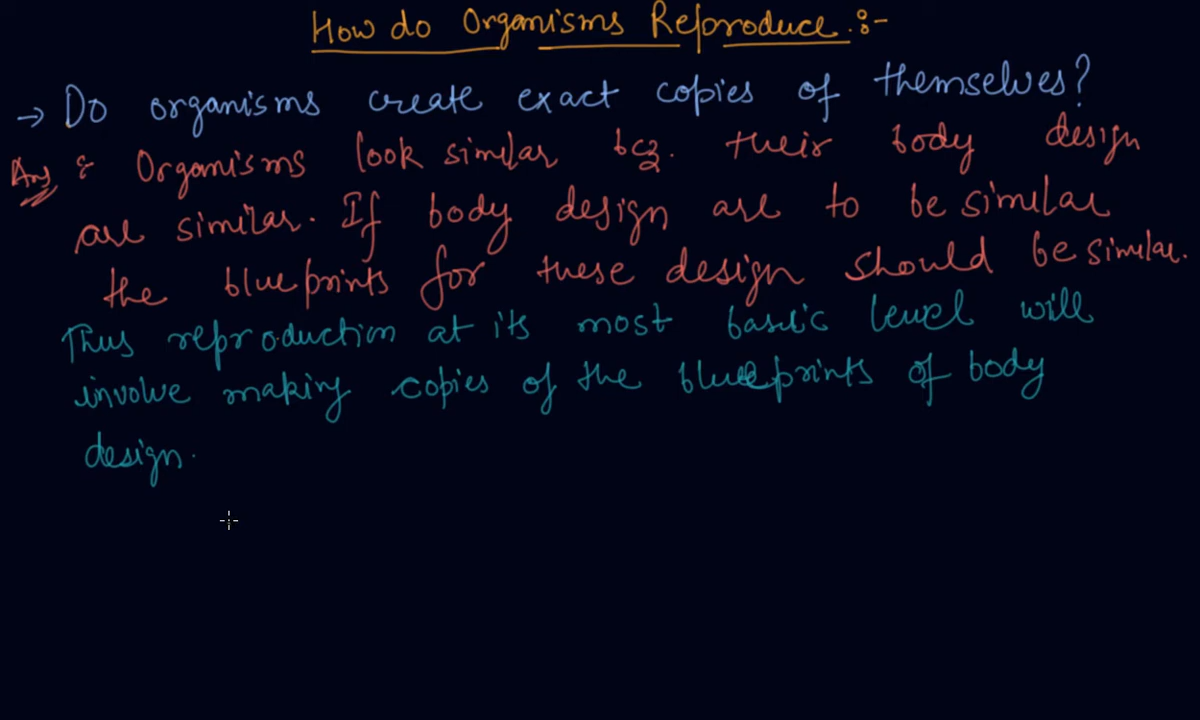 How do Organisms Reproduce :-
→ Do organisms create exact copies of themselves?
Ans : Organisms look similar bcz. their body design
are similar. If body design are to be similar
the blueprints for these design should be similar.
Thus reproduction at its most basic level will
involve making copies of the blueprints of body
design.